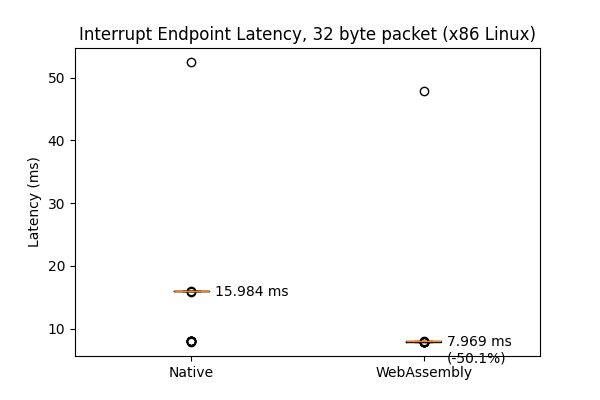 Interrupt Endpoint Latency, 32 byte packet (x86 Linux)
Latency (ms)
50
40
30
20
10
15.984 ms
7.969 ms
(-50.1%)
Native
WebAssembly